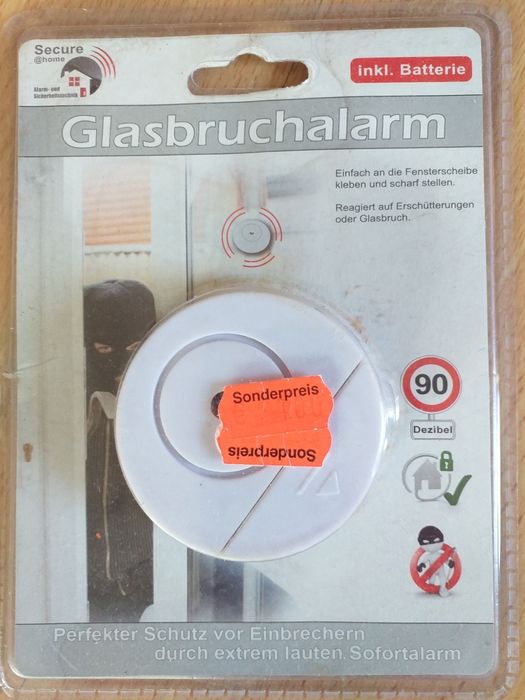 Secure
@home
Alarm- und
Sicherheitstechnik
inkl. Batterie
Glasbruchalarm
Einfach an die Fensterscheibe
kleben und scharf stellen.
Reagiert auf Erschütterungen
oder Glasbruch.
90
Dezibel
Sonderpreis
Sonderpreis
Perfekter Schutz vor Einbrechern
durch extrem lauten Sofortalarm